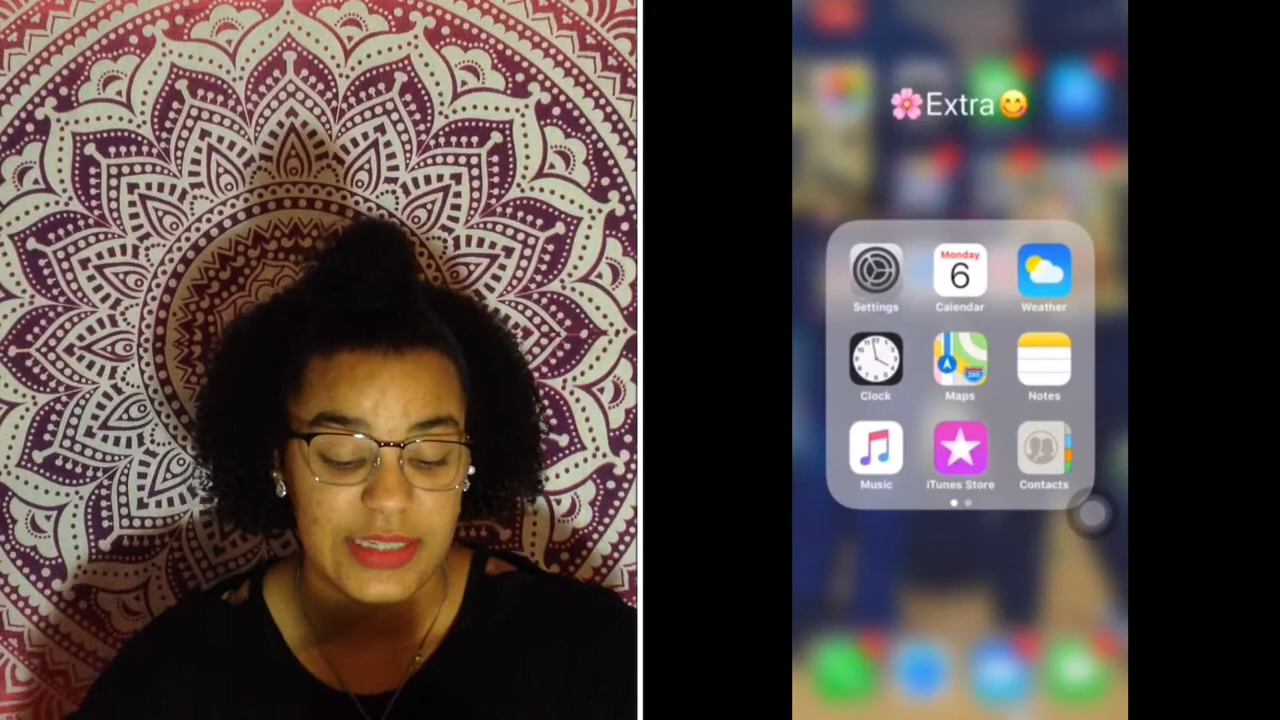 🌸Extra😋
Monday
6
Settings
Calendar
Weather
Clock
Maps
Notes
Music
iTunes Store
Contacts